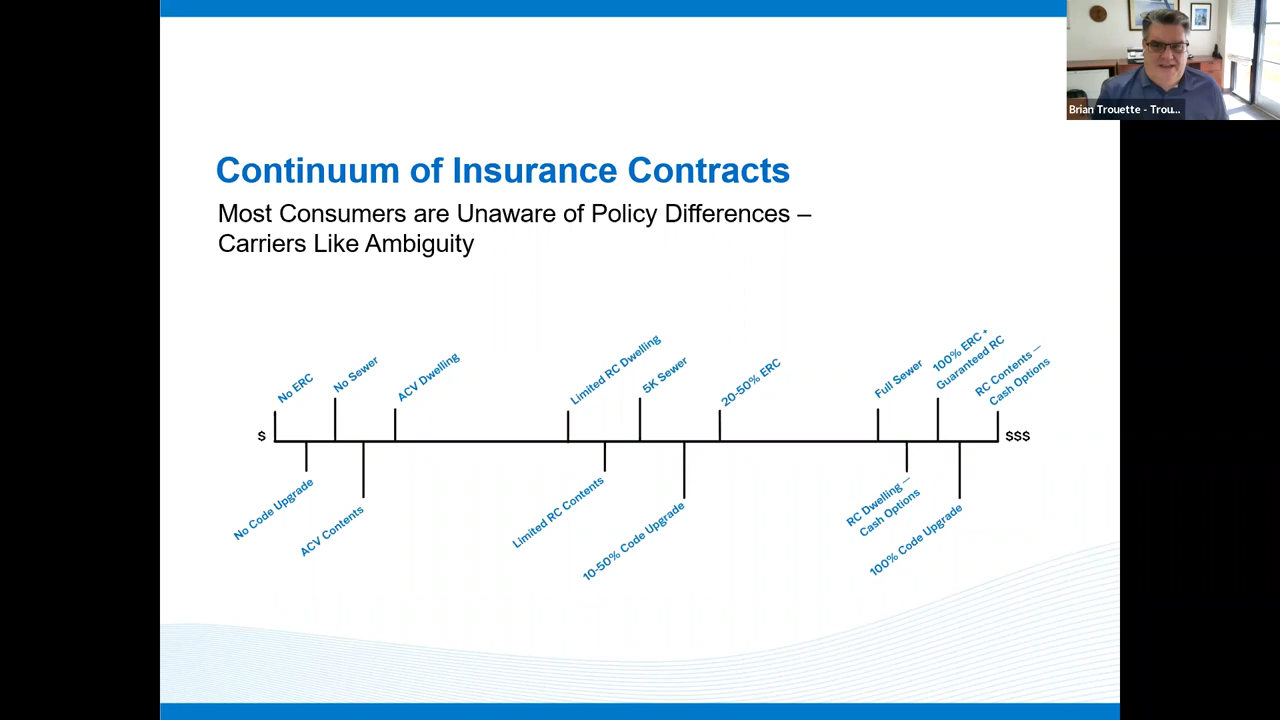 Brian Trouette - Trou...
Continuum of Insurance Contracts
Most Consumers are Unaware of Policy Differences –
Carriers Like Ambiguity
No ERC
No Sewer
ACV Dwelling
Limited RC Dwelling
5K Sewer
20-50% ERC
Full Sewer
100% ERC +
Guaranteed RC
RC Contents —
Cash Options
$
$$$
No Code Upgrade
ACV Contents
Limited RC Contents
10-50% Code Upgrade
RC Dwelling —
Cash Options
100% Code Upgrade